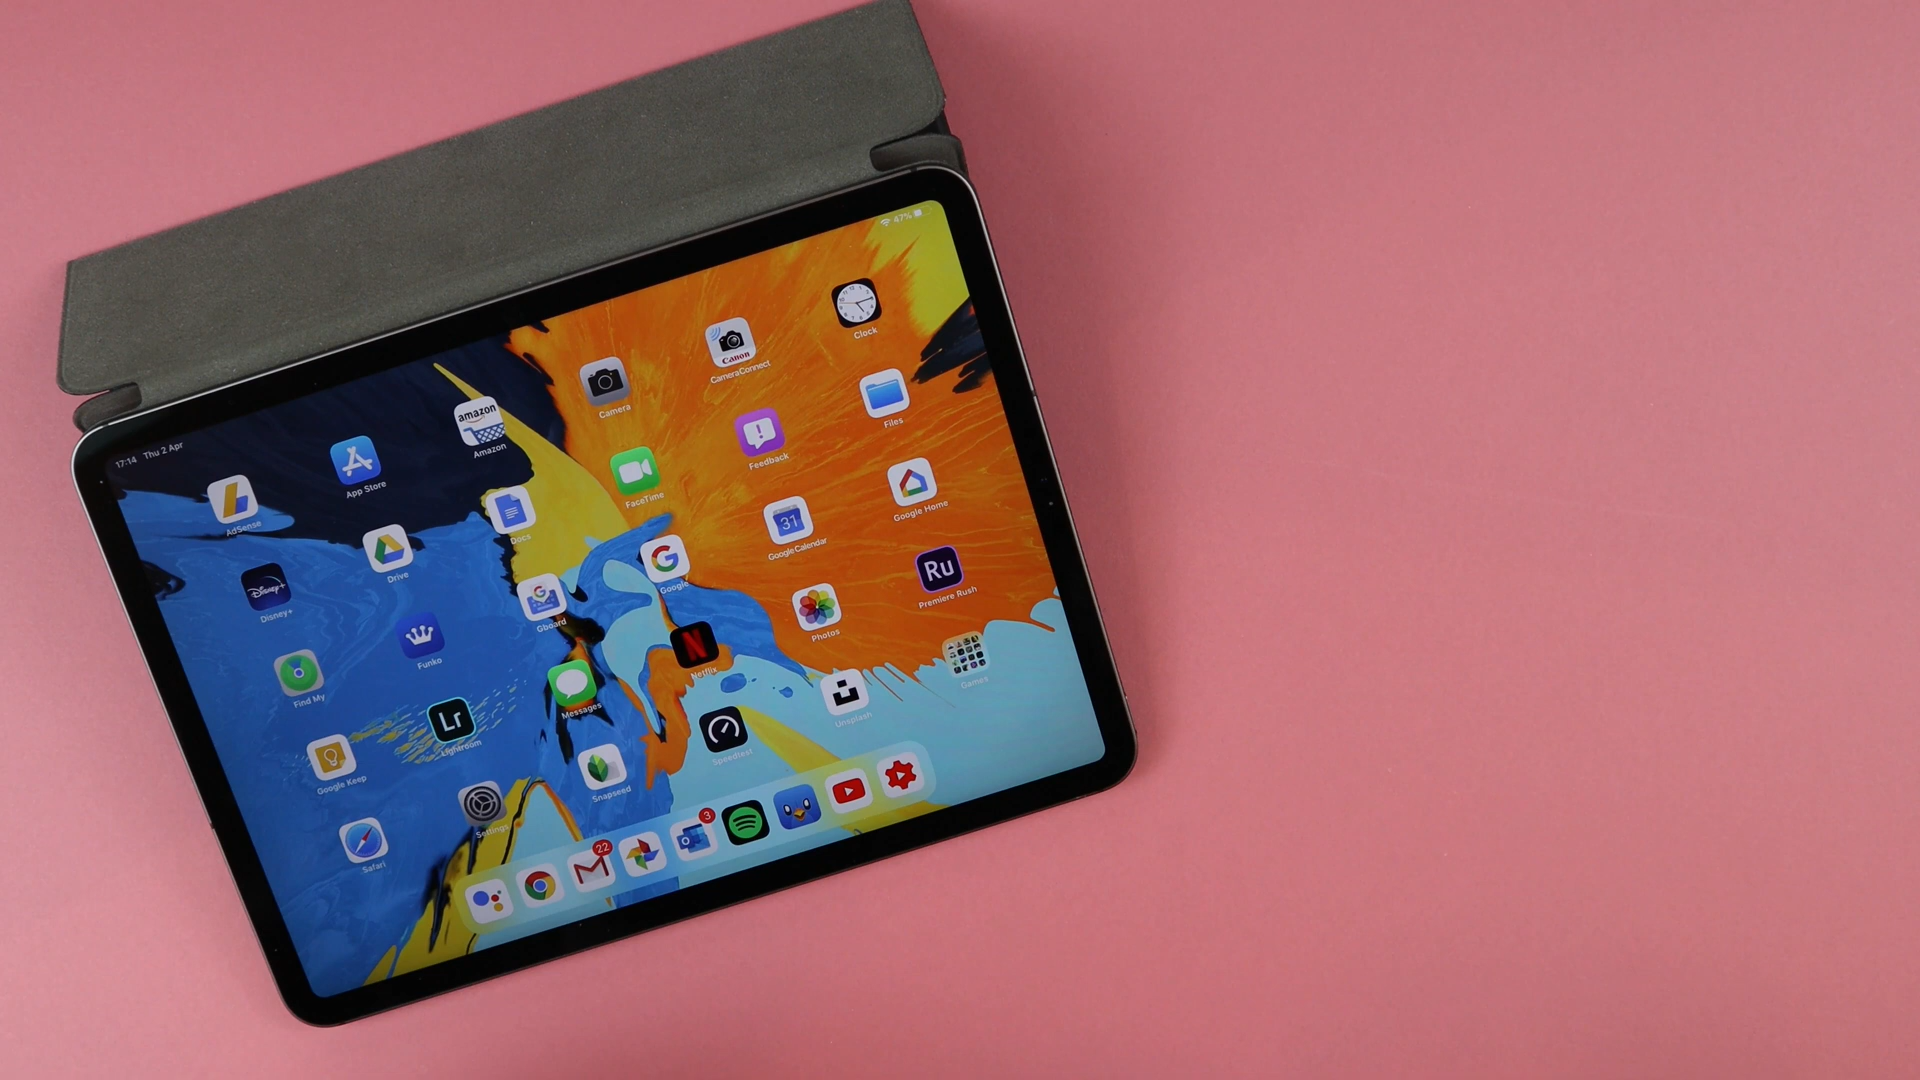 17:14 Thu 2 Apr
47%
AdSense
App Store
amazon
Amazon
Camera
Canon
CameraConnect
Clock
Disney+
Disney+
Drive
Docs
FaceTime
Feedback
Files
Find My
Funko
G
Gboard
G
Google
31
Google Calendar
Google Home
Google Keep
Lr
Lightroom
Messages
N
Netflix
Photos
Ru
Premiere Rush
Safari
Settings
Snapseed
Speedtest
Unsplash
Games
22
3